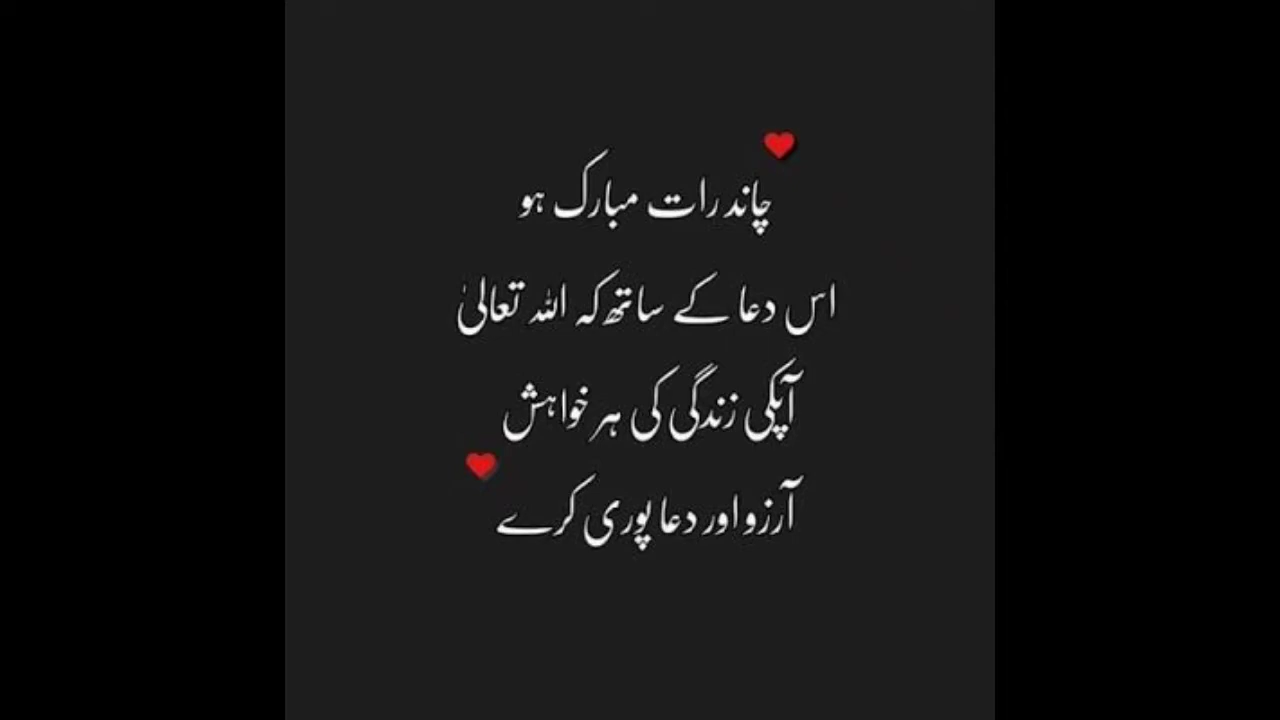 چاند رات مبارک ہو
اس دعا کے ساتھ کہ اللہ تعالیٰ
آپکی زندگی کی ہر خواہش
آرزو اور دعا پوری کرے